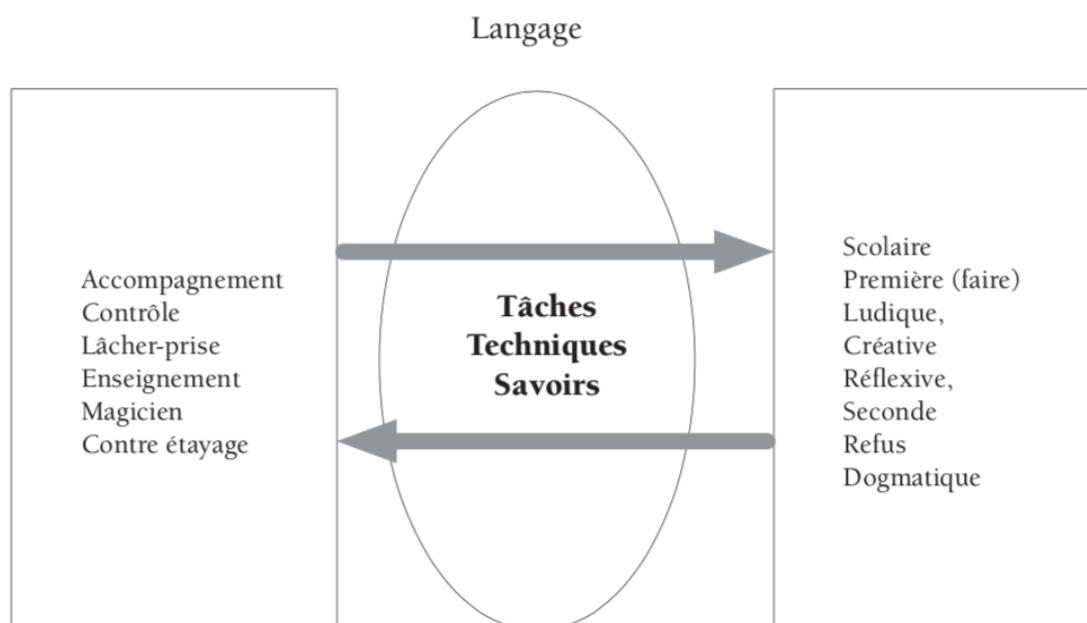 Langage
Accompagnement
Contrôle
Lâcher-prise
Enseignement
Magicien
Contre étayage
Tâches
Techniques
Savoirs
Scolaire
Première (faire)
Ludique,
Créative
Réflexive,
Seconde
Refus
Dogmatique